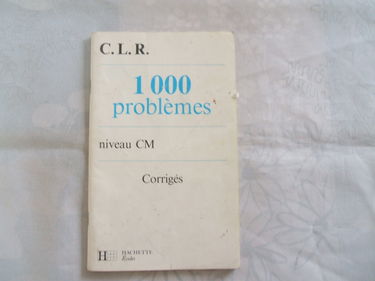 C. L. R.
1 000
problèmes
niveau CM
Corrigés
H HACHETTE
Écoles